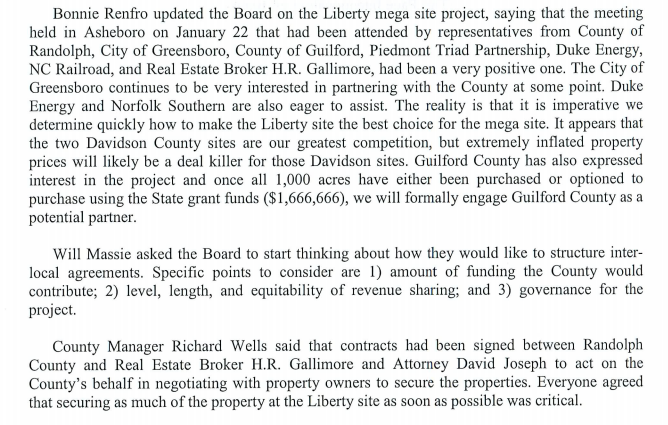 Bonnie Renfro updated the Board on the Liberty mega site project, saying that the meeting
held in Asheboro on January 22 that had been attended by representatives from County of
Randolph, City of Greensboro, County of Guilford, Piedmont Triad Partnership, Duke Energy,
NC Railroad, and Real Estate Broker H.R. Gallimore, had been a very positive one. The City of
Greensboro continues to be very interested in partnering with the County at some point. Duke
Energy and Norfolk Southern are also eager to assist. The reality is that it is imperative we
determine quickly how to make the Liberty site the best choice for the mega site. It appears that
the two Davidson County sites are our greatest competition, but extremely inflated property
prices will likely be a deal killer for those Davidson sites. Guilford County has also expressed
interest in the project and once all 1,000 acres have either been purchased or optioned to
purchase using the State grant funds ($1,666,666), we will formally engage Guilford County as a
potential partner.
Will Massie asked the Board to start thinking about how they would like to structure inter-
local agreements. Specific points to consider are 1) amount of funding the County would
contribute; 2) level, length, and equitability of revenue sharing; and 3) governance for the
project.
County Manager Richard Wells said that contracts had been signed between Randolph
County and Real Estate Broker H.R. Gallimore and Attorney David Joseph to act on the
County's behalf in negotiating with property owners to secure the properties. Everyone agreed
that securing as much of the property at the Liberty site as soon as possible was critical.